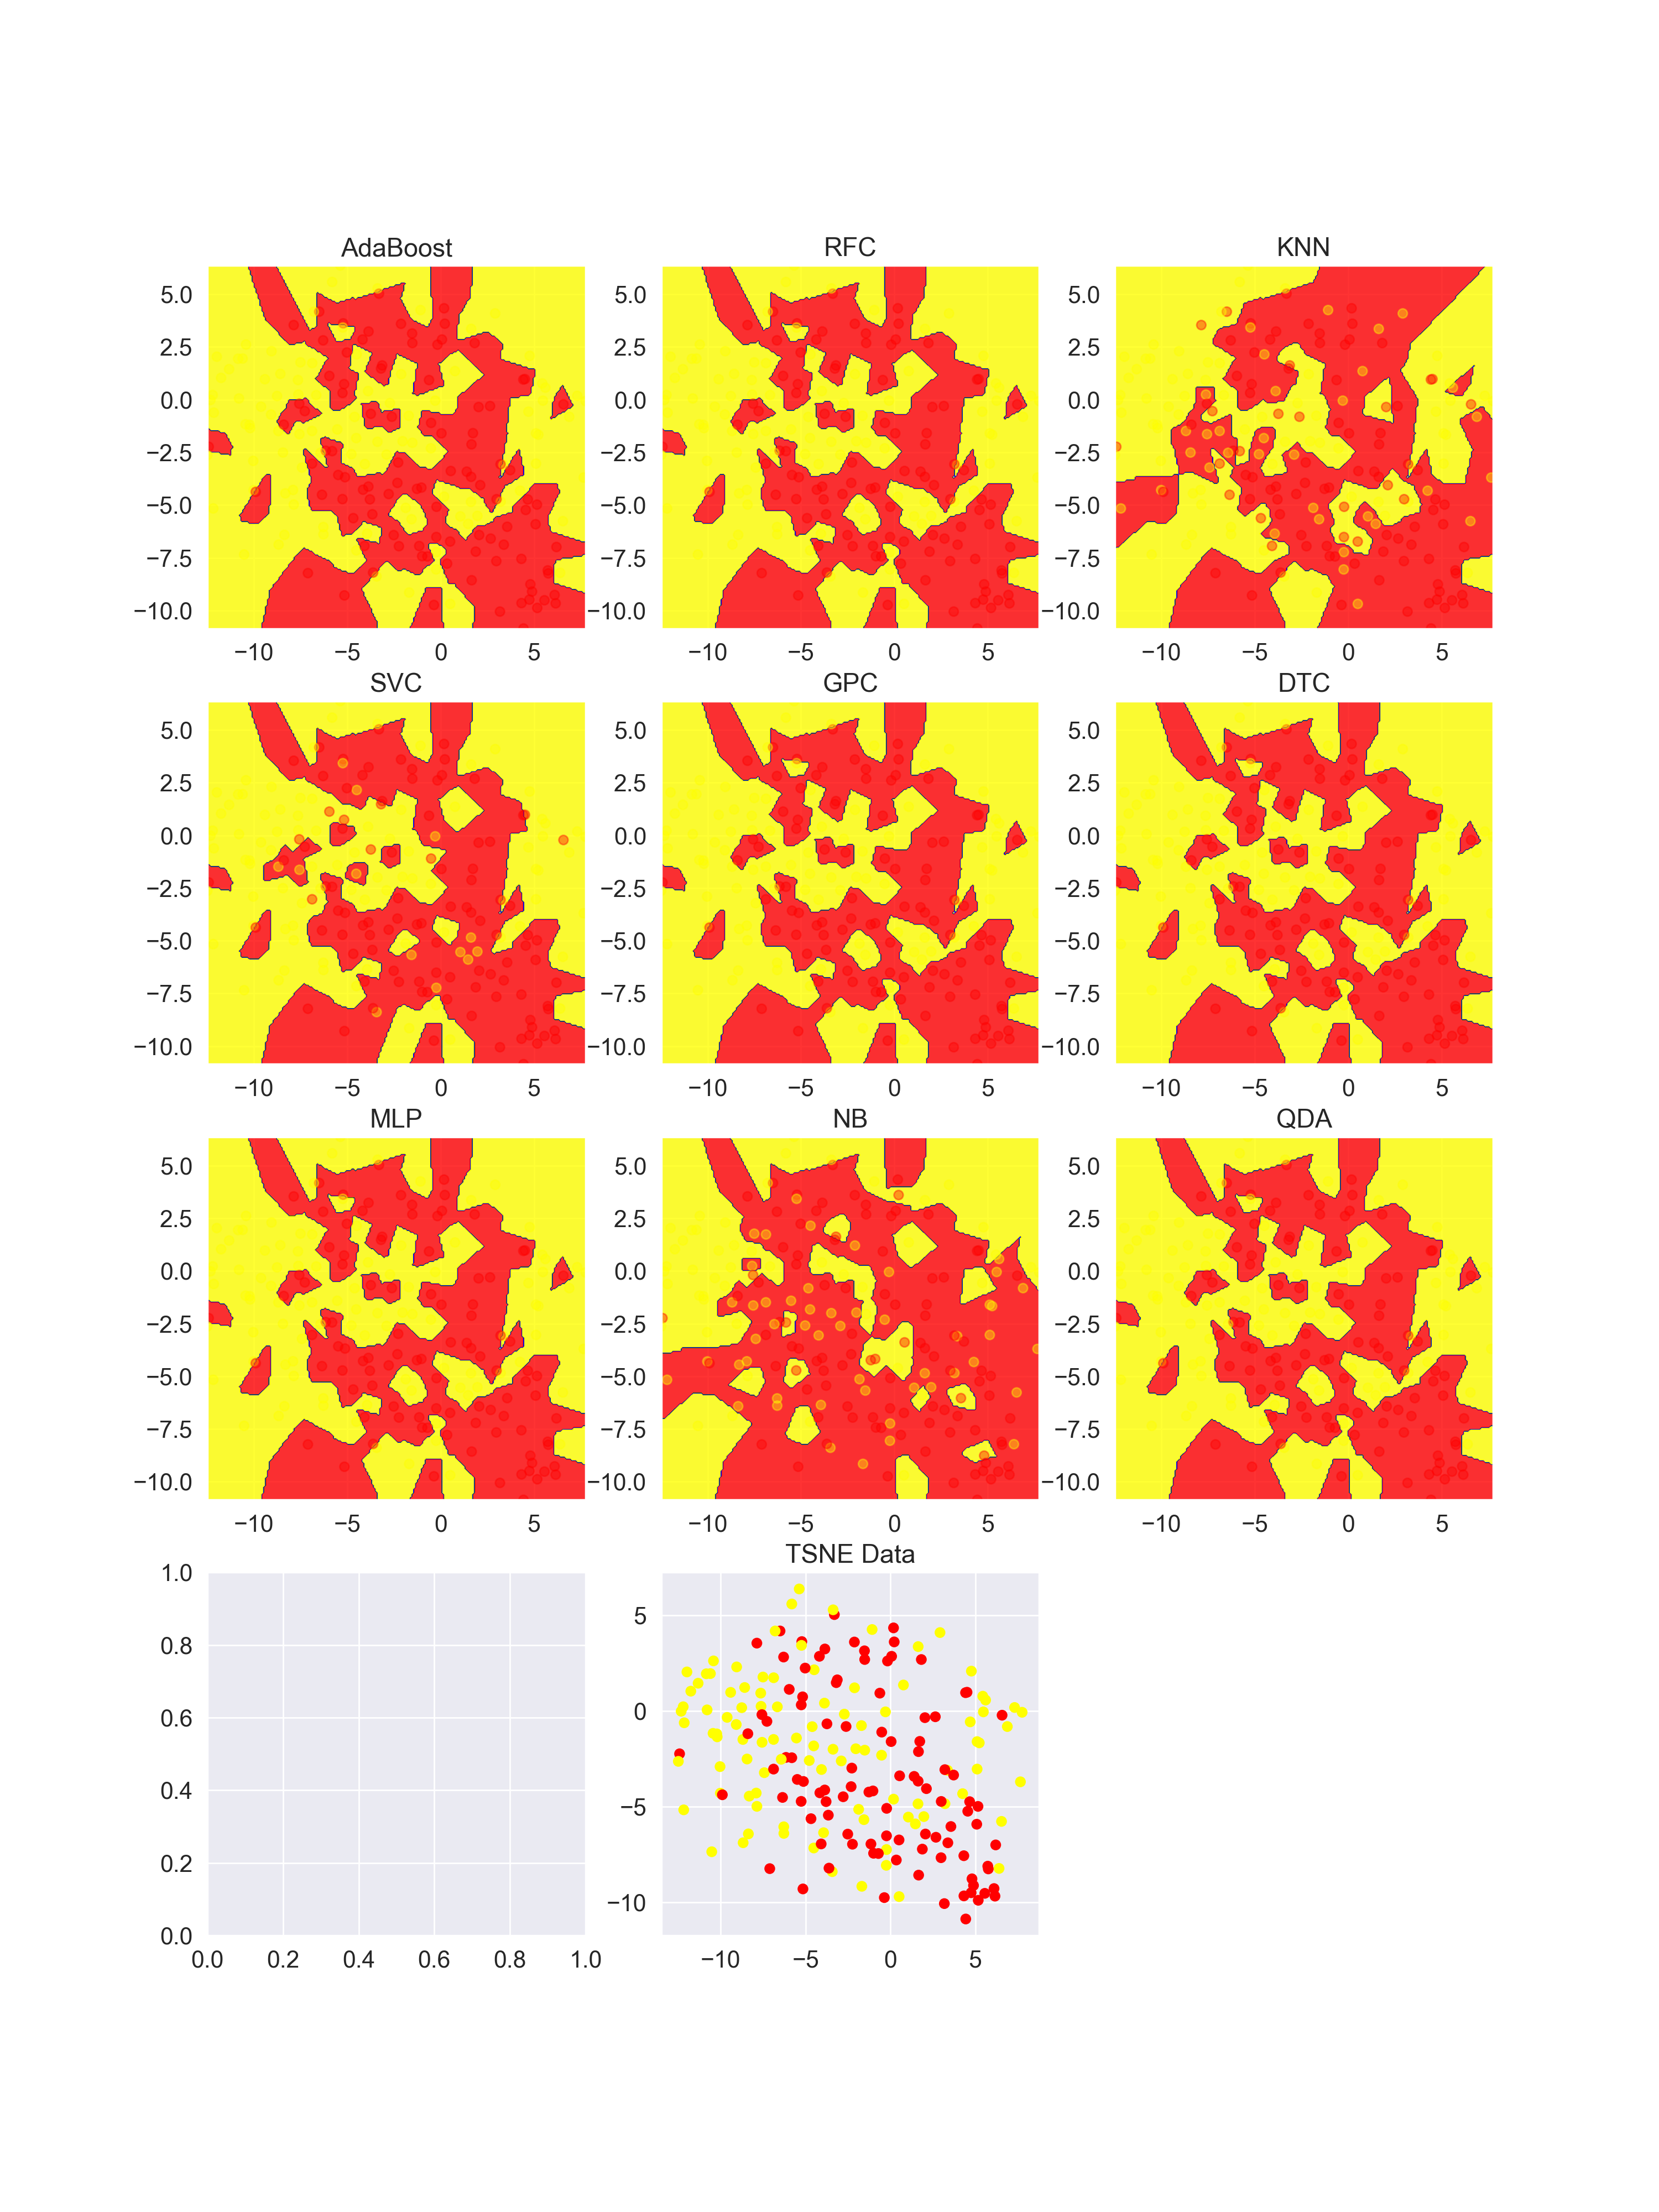 AdaBoost RFC KNN
5.0 5.0 5.0
2.5 2.5 2.5
0.0 0.0 0.0
−2.5 −2.5 −2.5
−5.0 −5.0 −5.0
−7.5 −7.5 −7.5
−10.0 −10.0 −10.0
−10 −5 0 5 −10 −5 0 5 −10 −5 0 5
SVC GPC DTC
5.0 5.0 5.0
2.5 2.5 2.5
0.0 0.0 0.0
−2.5 −2.5 −2.5
−5.0 −5.0 −5.0
−7.5 −7.5 −7.5
−10.0 −10.0 −10.0
−10 −5 0 5 −10 −5 0 5 −10 −5 0 5
MLP NB QDA
5.0 5.0 5.0
2.5 2.5 2.5
0.0 0.0 0.0
−2.5 −2.5 −2.5
−5.0 −5.0 −5.0
−7.5 −7.5 −7.5
−10.0 −10.0 −10.0
−10 −5 0 5 −10 −5 0 5 −10 −5 0 5
TSNE Data
1.0
0.8
0.6
0.4
0.2
0.0
0.0 0.2 0.4 0.6 0.8 1.0
5
0
−5
−10
−10 −5 0 5